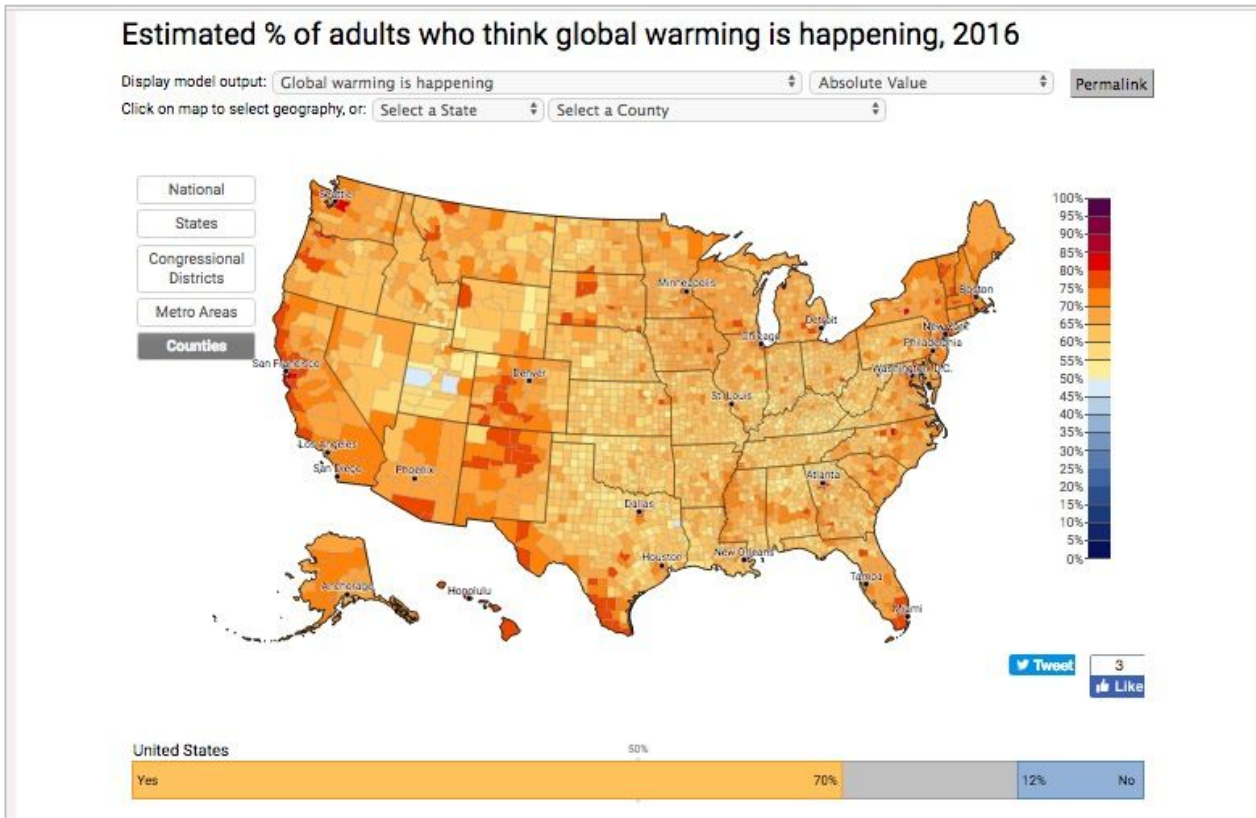 Estimated % of adults who think global warming is happening, 2016
Display model output: Global warming is happening Absolute Value Permalink
Click on map to select geography, or: Select a State Select a County
National
States
Congressional
Districts
Metro Areas
Counties
Seattle
Minneapolis
Boston
Detroit
New York
Chicago
Philadelphia
San Francisco
Denver
Washington, D.C.
St. Louis
Los Angeles
San Diego
Phoenix
Atlanta
Dallas
Houston
New Orleans
Tampa
Anchorage
Honolulu
Miami
100%
95%
90%
85%
80%
75%
70%
65%
60%
55%
50%
45%
40%
35%
30%
25%
20%
15%
10%
5%
0%
Tweet
3
Like
United States
50%
Yes 70% 12% No